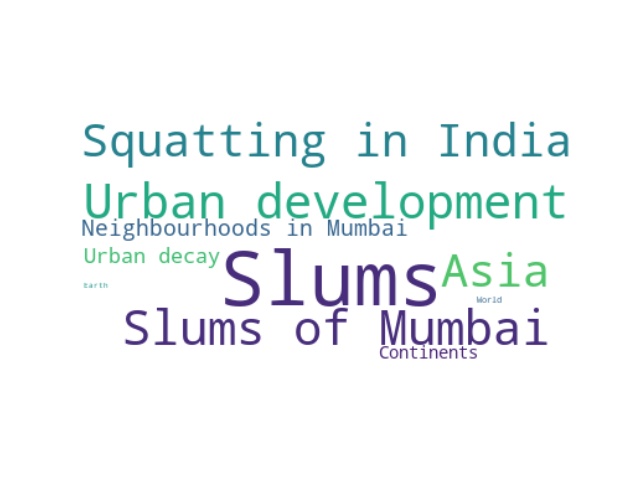 Squatting in India
Urban development
Neighbourhoods in Mumbai
Urban decay
Slums
Asia
Earth
World
Slums of Mumbai
Continents